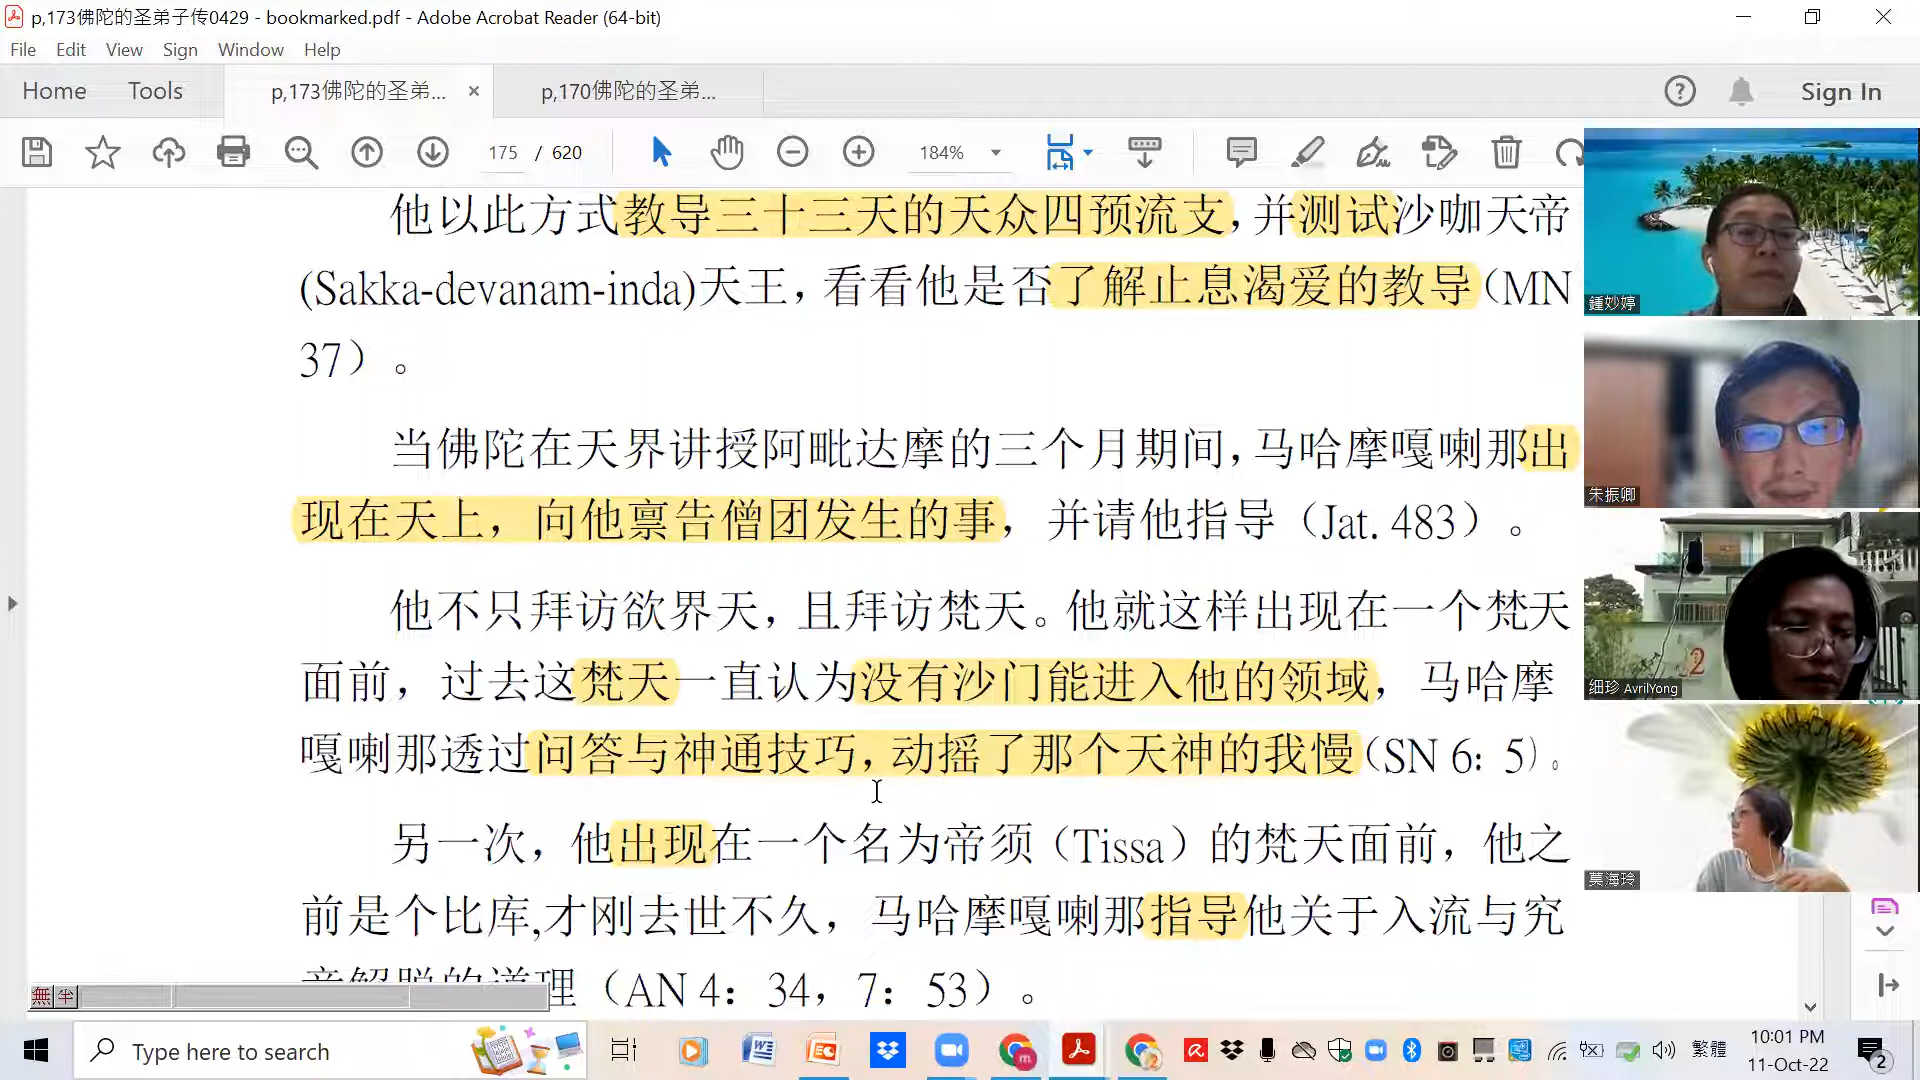 p,173佛陀的圣弟子传0429 - bookmarked.pdf - Adobe Acrobat Reader (64-bit)
File Edit View Sign Window Help
Home Tools p,173佛陀的圣弟... × p,170佛陀的圣弟... Sign In
175 / 620 184%
他以此方式教导三十三天的天众四预流支,并测试沙咖天帝
(Sakka-devanam-inda)天王,看看他是否了解止息渴爱的教导(MN
37)。
当佛陀在天界讲授阿毗达摩的三个月期间,马哈摩嘎喇那出
现在天上,向他禀告僧团发生的事,并请他指导(Jat. 483)。
他不只拜访欲界天,且拜访梵天。他就这样出现在一个梵天
面前,过去这梵天一直认为没有沙门能进入他的领域,马哈摩
嘎喇那透过问答与神通技巧,动摇了那个天神的我慢(SN 6: 5)。
另一次,他出现在一个名为帝须(Tissa)的梵天面前,他之
前是个比库,才刚去世不久,马哈摩嘎喇那指导他关于入流与究
竟解脱的道理(AN 4: 34, 7: 53)。
鍾妙婷
朱振卿
2
细珍 AvrilYong
莫海玲
無 半
Type here to search
繁體
10:01 PM
11-Oct-22
2